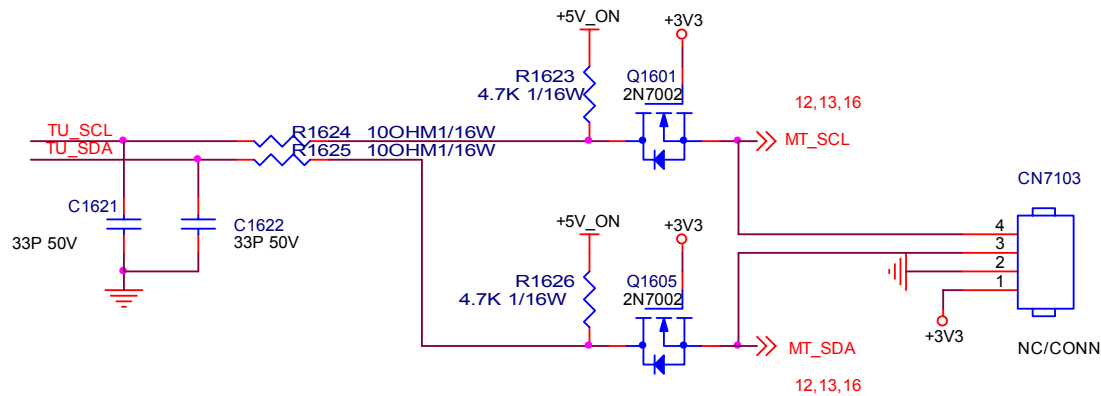 +5V_ON
+3V3
R1623
4.7K 1/16W
Q1601
2N7002
12,13,16
TU_SCL
R1624 10OHM1/16W
MT_SCL
TU_SDA
R1625 10OHM1/16W
CN7103
C1621
33P 50V
C1622
33P 50V
+5V_ON
+3V3
4
3
2
1
R1626
4.7K 1/16W
Q1605
2N7002
+3V3
MT_SDA
NC/CONN
12,13,16